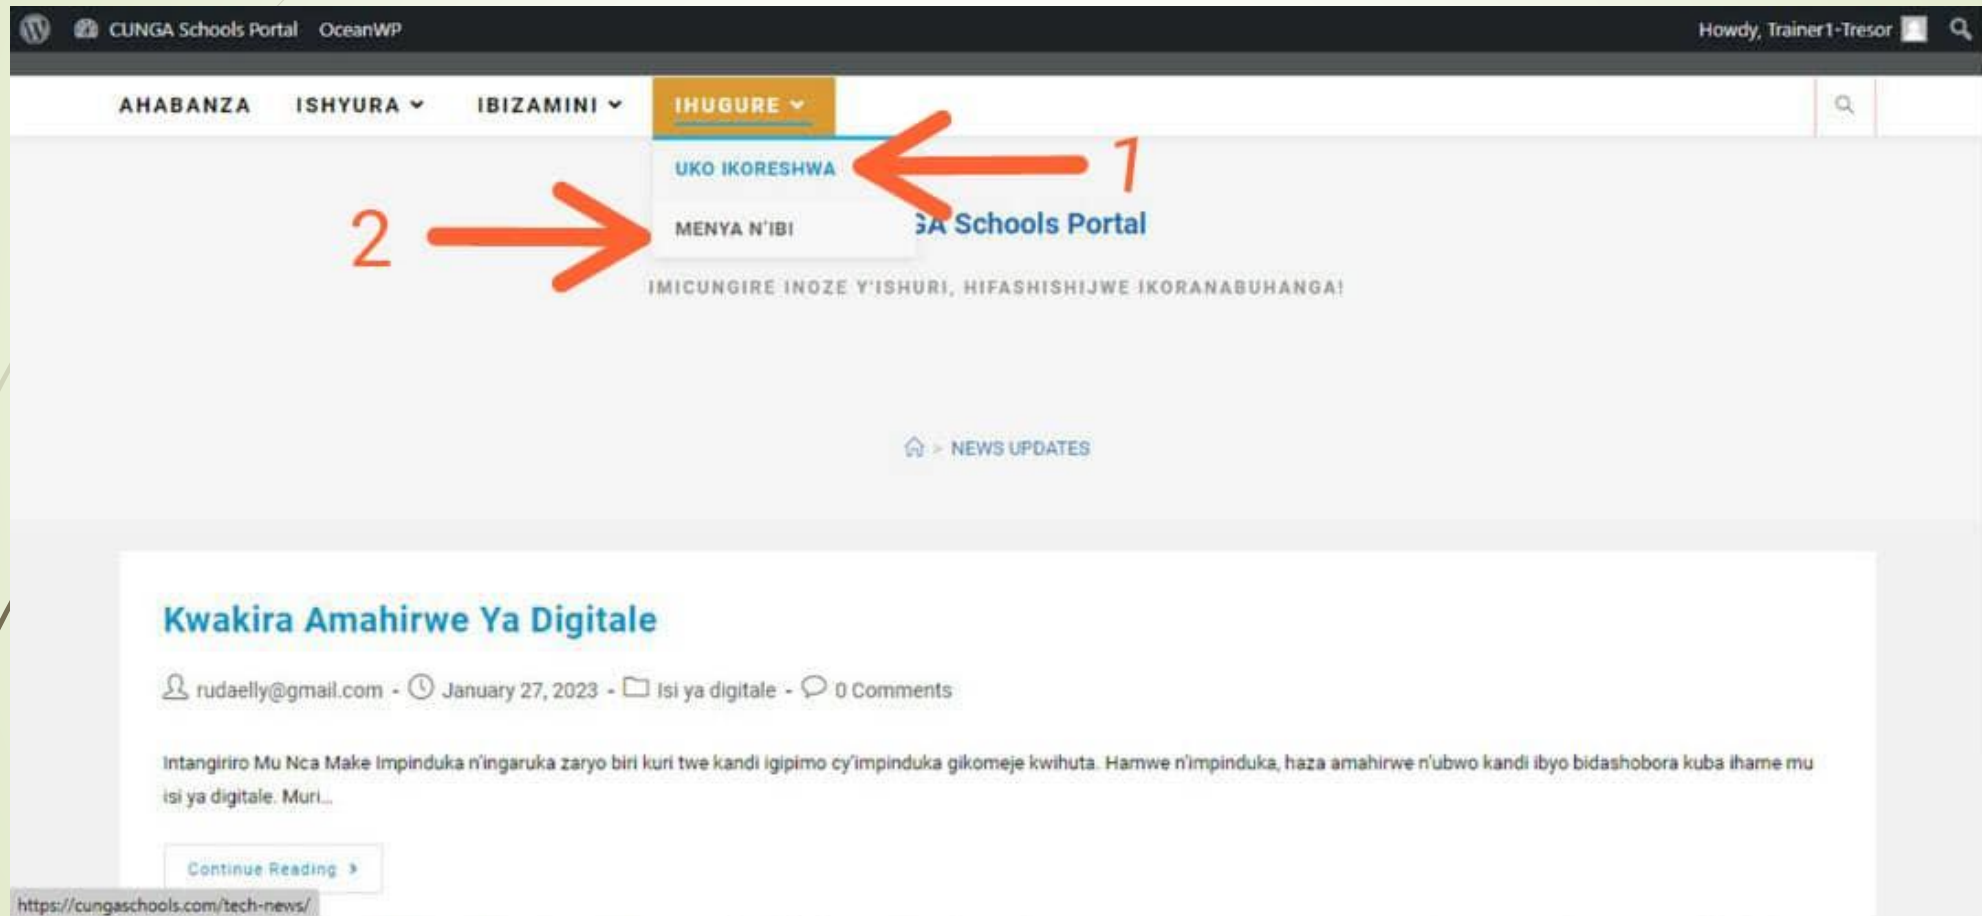 CUNGA Schools Portal OceanWP Howdy, Trainer1-Tresor
AHABANZA ISHYURA IBIZAMINI IHUGURE
UKO IKORESHWA
1
2
MENYA N'IBI
GA Schools Portal
IMICUNGIRE INOZE Y'ISHURI, HIFASHISHIJWE IKORANABUHANGA!
> NEWS UPDATES
Kwakira Amahirwe Ya Digitale
rudaelly@gmail.com - January 27, 2023 - Isi ya digitale - 0 Comments
Intangiriro Mu Nca Make Impinduka n'ingaruka zaryo biri kuri twe kandi igipimo cy'impinduka gikomeje kwihuta. Hamwe n'impinduka, haza amahirwe n'ubwo kandi ibyo bidashobora kuba ihame mu
isi ya digitale. Muri...
Continue Reading >
https://cungaschools.com/tech-news/